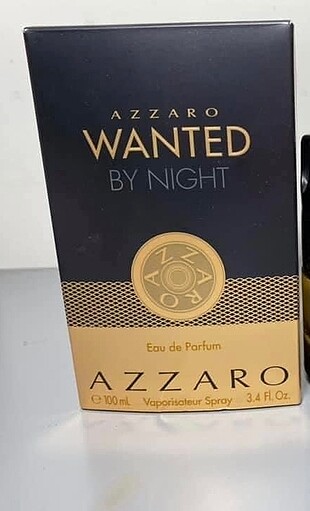 AZZARO
WANTED
BY NIGHT
AZZARO
Eau de Parfum
AZZARO
℮ 100 mL Vaporisateur Spray 3.4 Fl. Oz.